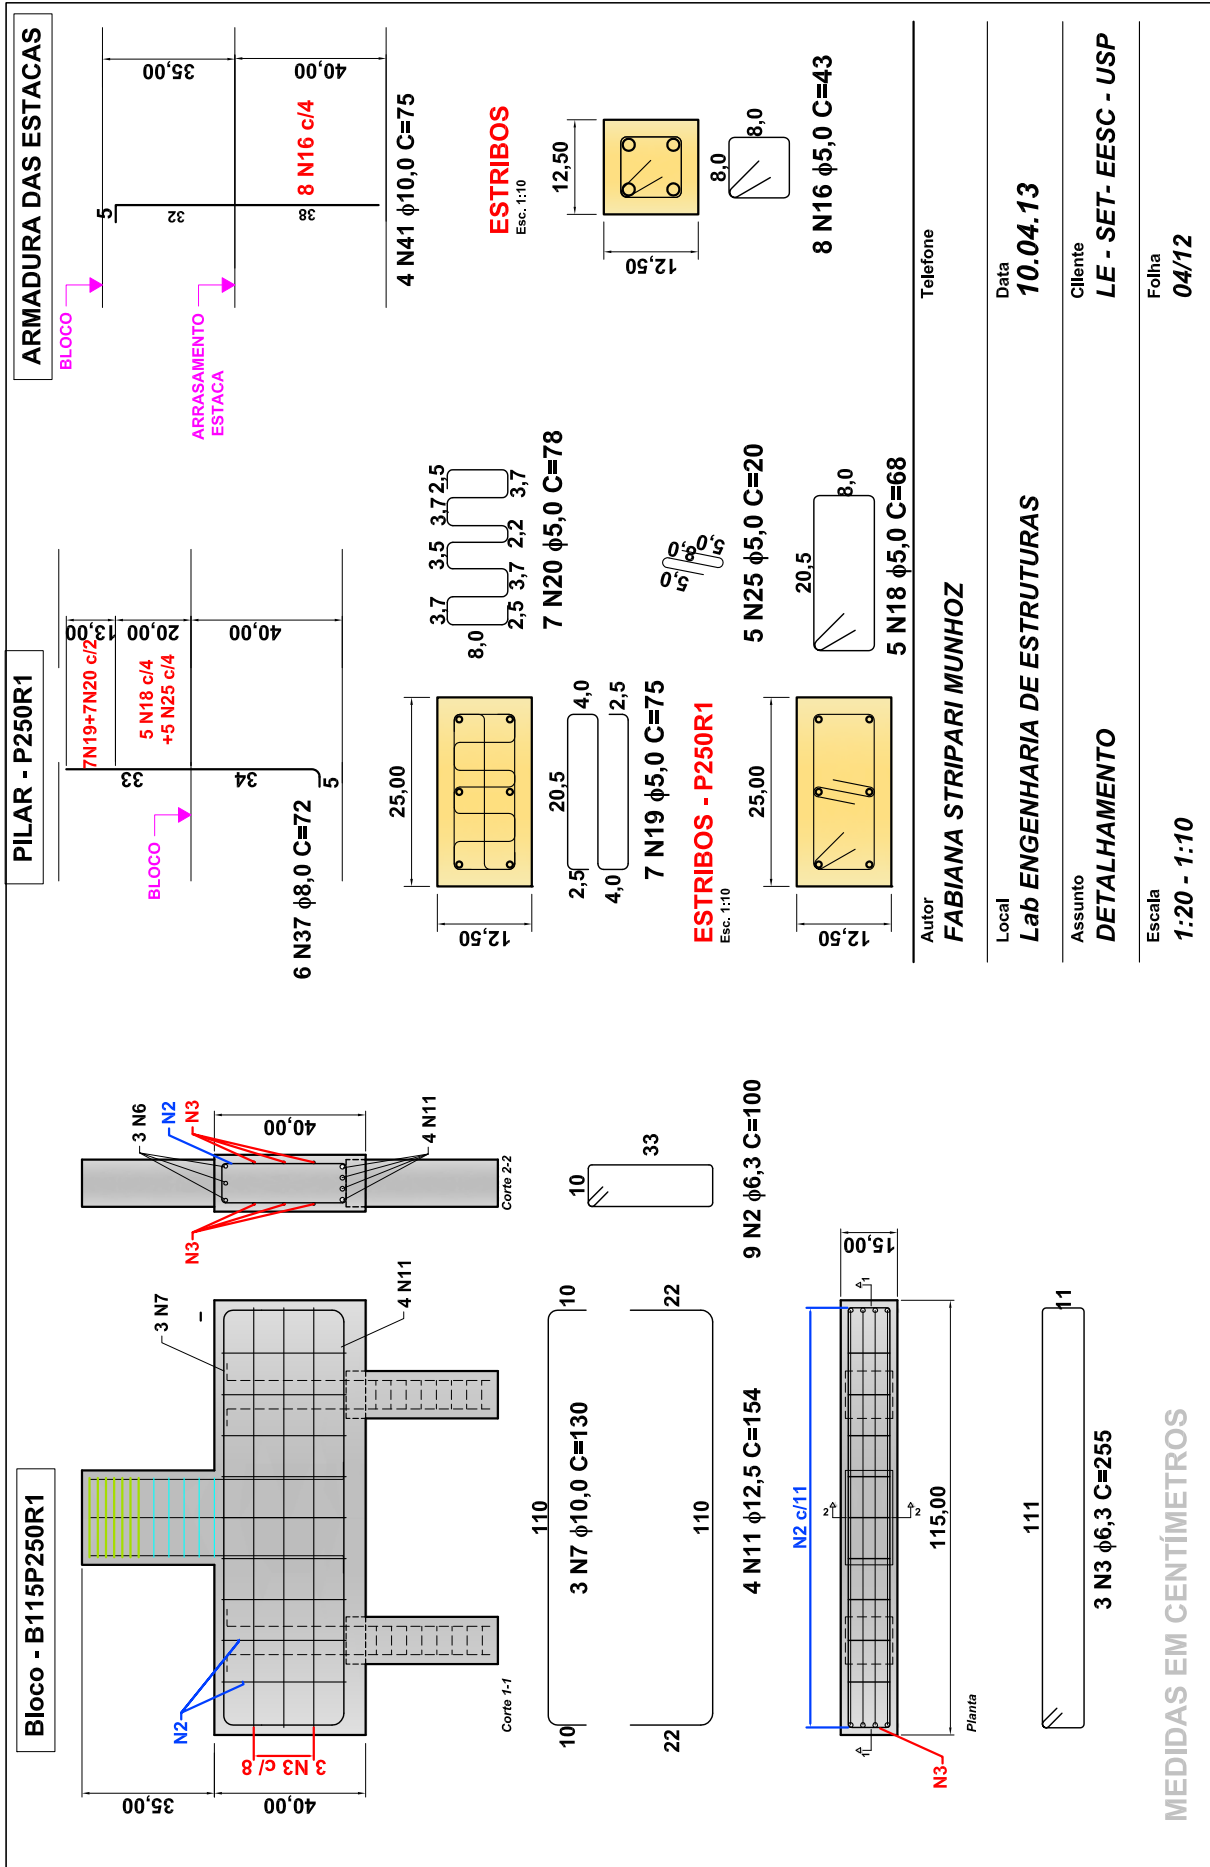 Bloco - B115P250R1
35,00
40,00
3 N3 c/ 8
N2
3 N7
4 N11
Corte 1-1
3 N6
N2
N3
N3
40,00
4 N11
Corte 2-2
110
10
10
3 N7 ϕ10,0 C=130
110
22
22
4 N11 ϕ12,5 C=154
10
33
9 N2 ϕ6,3 C=100
N2 c/11
15,00
1
1
2
2
115,00
N3
Planta
111
11
3 N3 ϕ6,3 C=255
MEDIDAS EM CENTÍMETROS
PILAR - P250R1
13,00
20,00
40,00
7N19+7N20 c/2
5 N18 c/4
+5 N25 c/4
33
34
5
BLOCO
6 N37 ϕ8,0 C=72
25,00
12,50
3,7
3,5
3,7
2,5
8,0
2,5
3,7
2,2
3,7
7 N20 ϕ5,0 C=78
20,5
4,0
2,5
2,5
4,0
7 N19 ϕ5,0 C=75
ESTRIBOS - P250R1
Esc. 1:10
5,0
8,0
5,0
5 N25 ϕ5,0 C=20
25,00
12,50
20,5
8,0
5 N18 ϕ5,0 C=68
ARMADURA DAS ESTACAS
BLOCO
ARRASAMENTO
ESTACA
35,00
40,00
5
32
38
8 N16 c/4
4 N41 ϕ10,0 C=75
ESTRIBOS
Esc. 1:10
12,50
12,50
8,0
8,0
8 N16 ϕ5,0 C=43
Autor
FABIANA STRIPARI MUNHOZ
Telefone
Local
Lab ENGENHARIA DE ESTRUTURAS
Data
10.04.13
Assunto
DETALHAMENTO
Cliente
LE - SET- EESC - USP
Escala
1:20 - 1:10
Folha
04/12